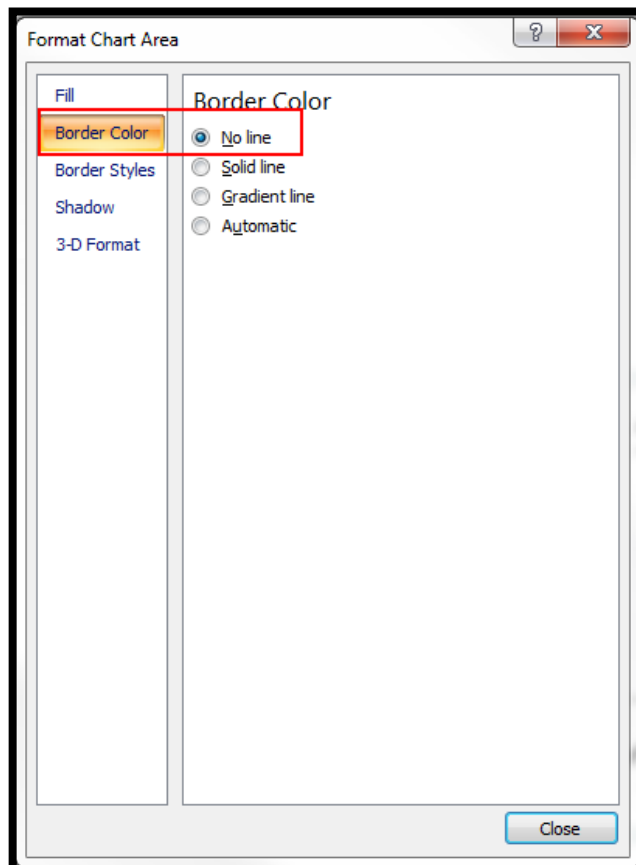 Format Chart Area
Fill
Border Color
Border Styles
Shadow
3-D Format
Border Color
No line
Solid line
Gradient line
Automatic
Close